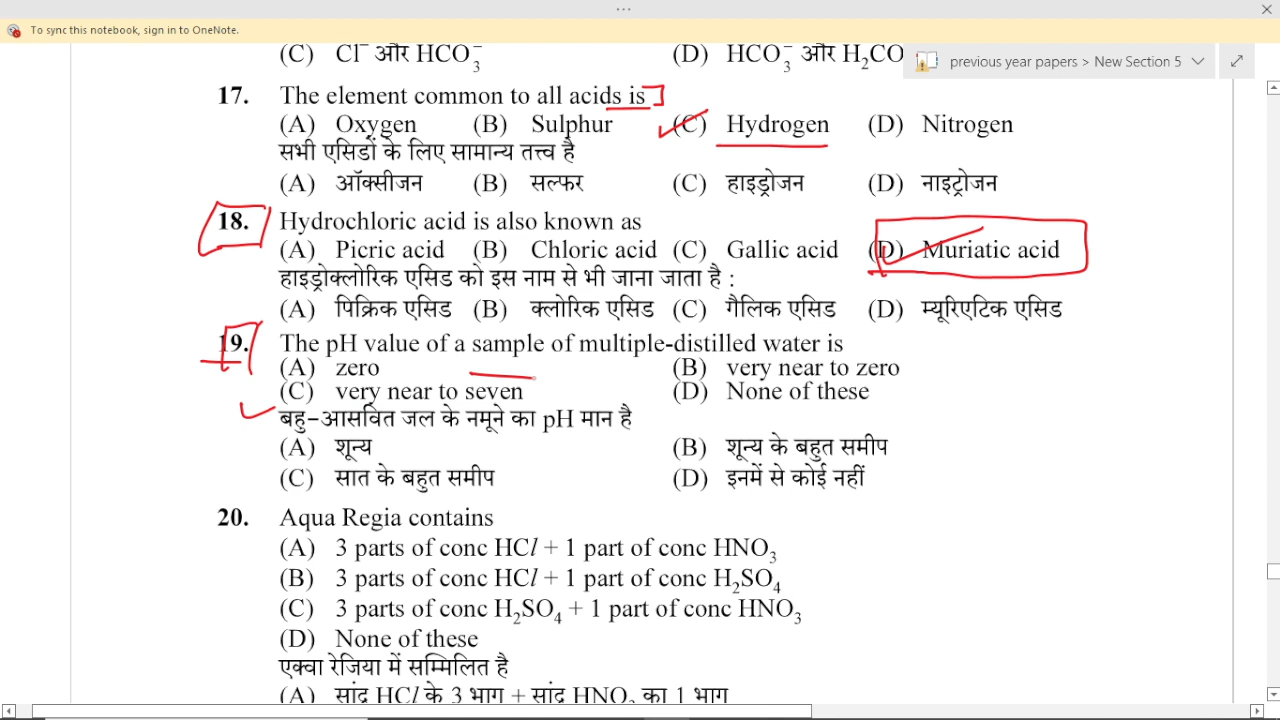 To sync this notebook, sign in to OneNote.
previous year papers > New Section 5
(C) Cl⁻ और HCO₃⁻ (D) HCO₃⁻ और H₂CO
17. The element common to all acids is
(A) Oxygen (B) Sulphur (C) Hydrogen (D) Nitrogen
सभी एसिडों के लिए सामान्य तत्त्व है
(A) ऑक्सीजन (B) सल्फर (C) हाइड्रोजन (D) नाइट्रोजन
18. Hydrochloric acid is also known as
(A) Picric acid (B) Chloric acid (C) Gallic acid (D) Muriatic acid
हाइड्रोक्लोरिक एसिड को इस नाम से भी जाना जाता है :
(A) पिक्रिक एसिड (B) क्लोरिक एसिड (C) गैलिक एसिड (D) म्यूरिएटिक एसिड
19. The pH value of a sample of multiple-distilled water is
(A) zero (B) very near to zero
(C) very near to seven (D) None of these
बहु–आसवित जल के नमूने का pH मान है
(A) शून्य (B) शून्य के बहुत समीप
(C) सात के बहुत समीप (D) इनमें से कोई नहीं
20. Aqua Regia contains
(A) 3 parts of conc HCl + 1 part of conc HNO₃
(B) 3 parts of conc HCl + 1 part of conc H₂SO₄
(C) 3 parts of conc H₂SO₄ + 1 part of conc HNO₃
(D) None of these
एक्वा रेजिया में सम्मिलित है
(A) सांद्र HCl के 3 भाग + सांद्र HNO₃ का 1 भाग